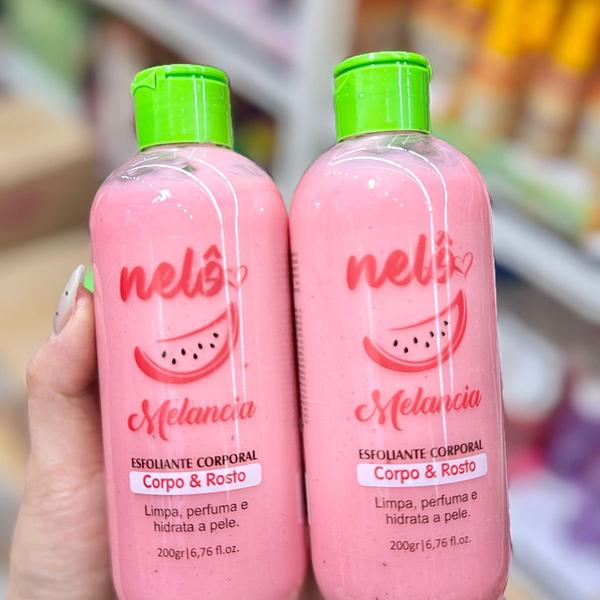 nelô
Melancia
ESFOLIANTE CORPORAL
Corpo & Rosto
Limpa, perfuma e
hidrata a pele.
200gr|6,76 fl.oz.
nelô
Melancia
ESFOLIANTE CORPORAL
Corpo & Rosto
Limpa, perfuma e
hidrata a pele.
200gr|6,76 fl.oz.